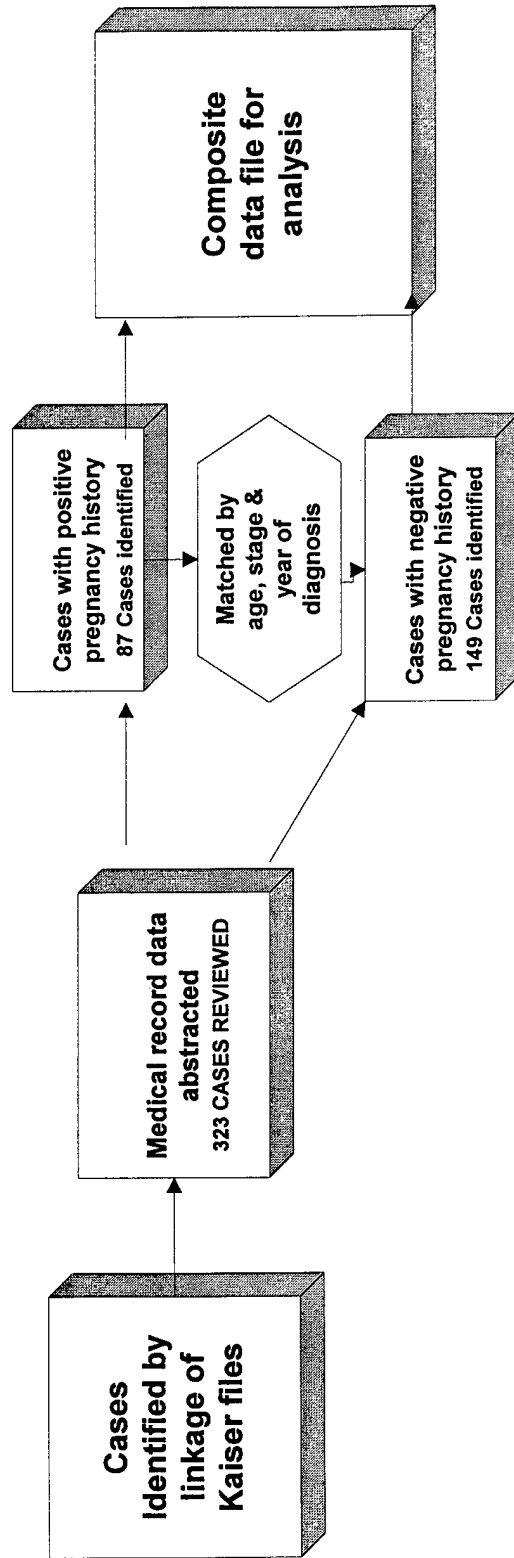 Cases
Identified by
linkage of
Kaiser files
Medical record data
abstracted
323 CASES REVIEWED
Cases with positive
pregnancy history
87 Cases identified
Matched by
age, stage &
year of
diagnosis
Cases with negative
pregnancy history
149 Cases identified
Composite
data file for
analysis